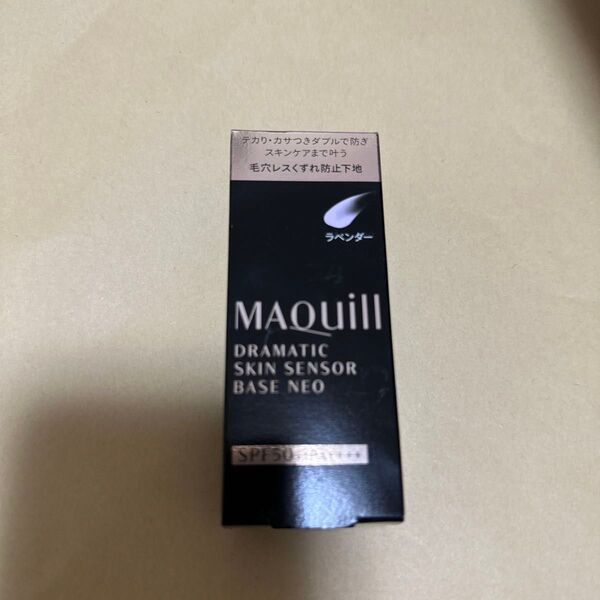 テカリ・カサつきダブルで防ぎ
スキンケアまで叶う
毛穴レスくずれ防止下地
ラベンダー
MAQuill
DRAMATIC
SKIN SENSOR
BASE NEO
SPF50+・PA++++